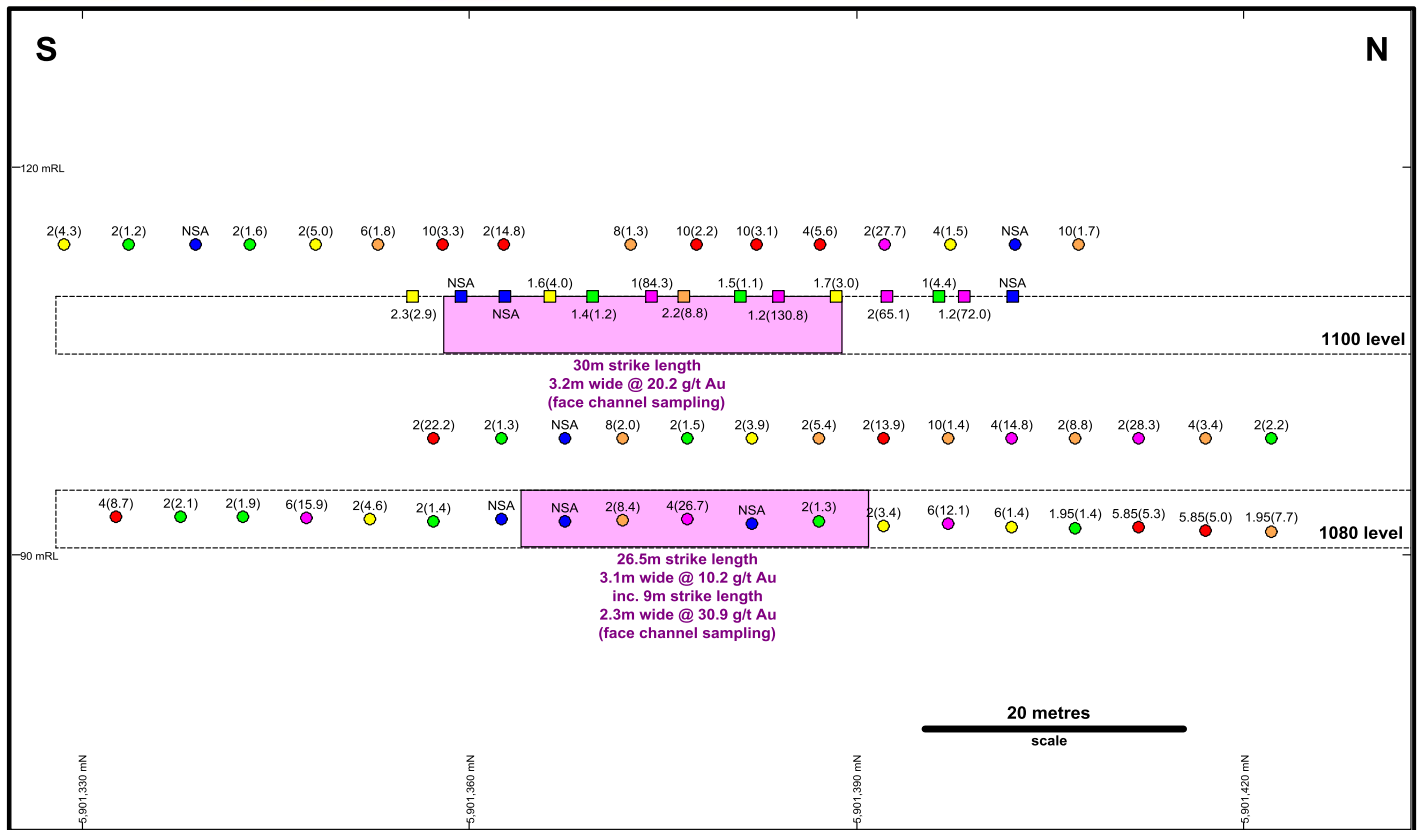 S
N
120 mRL
2(4.3)
2(1.2)
NSA
2(1.6)
2(5.0)
6(1.8)
10(3.3)
2(14.8)
8(1.3)
10(2.2)
10(3.1)
4(5.6)
2(27.7)
4(1.5)
NSA
10(1.7)
NSA
1.6(4.0)
1(84.3)
1.5(1.1)
1.7(3.0)
1(4.4)
NSA
2.3(2.9)
NSA
1.4(1.2)
2.2(8.8)
1.2(130.8)
2(65.1)
1.2(72.0)
1100 level
30m strike length
3.2m wide @ 20.2 g/t Au
(face channel sampling)
2(22.2)
2(1.3)
NSA
8(2.0)
2(1.5)
2(3.9)
2(5.4)
2(13.9)
10(1.4)
4(14.8)
2(8.8)
2(28.3)
4(3.4)
2(2.2)
4(8.7)
2(2.1)
2(1.9)
6(15.9)
2(4.6)
2(1.4)
NSA
NSA
2(8.4)
4(26.7)
NSA
2(1.3)
2(3.4)
6(12.1)
6(1.4)
1.95(1.4)
5.85(5.3)
5.85(5.0)
1.95(7.7)
1080 level
90 mRL
26.5m strike length
3.1m wide @ 10.2 g/t Au
inc. 9m strike length
2.3m wide @ 30.9 g/t Au
(face channel sampling)
20 metres
scale
5,901,330 mN
5,901,360 mN
5,901,390 mN
5,901,420 mN